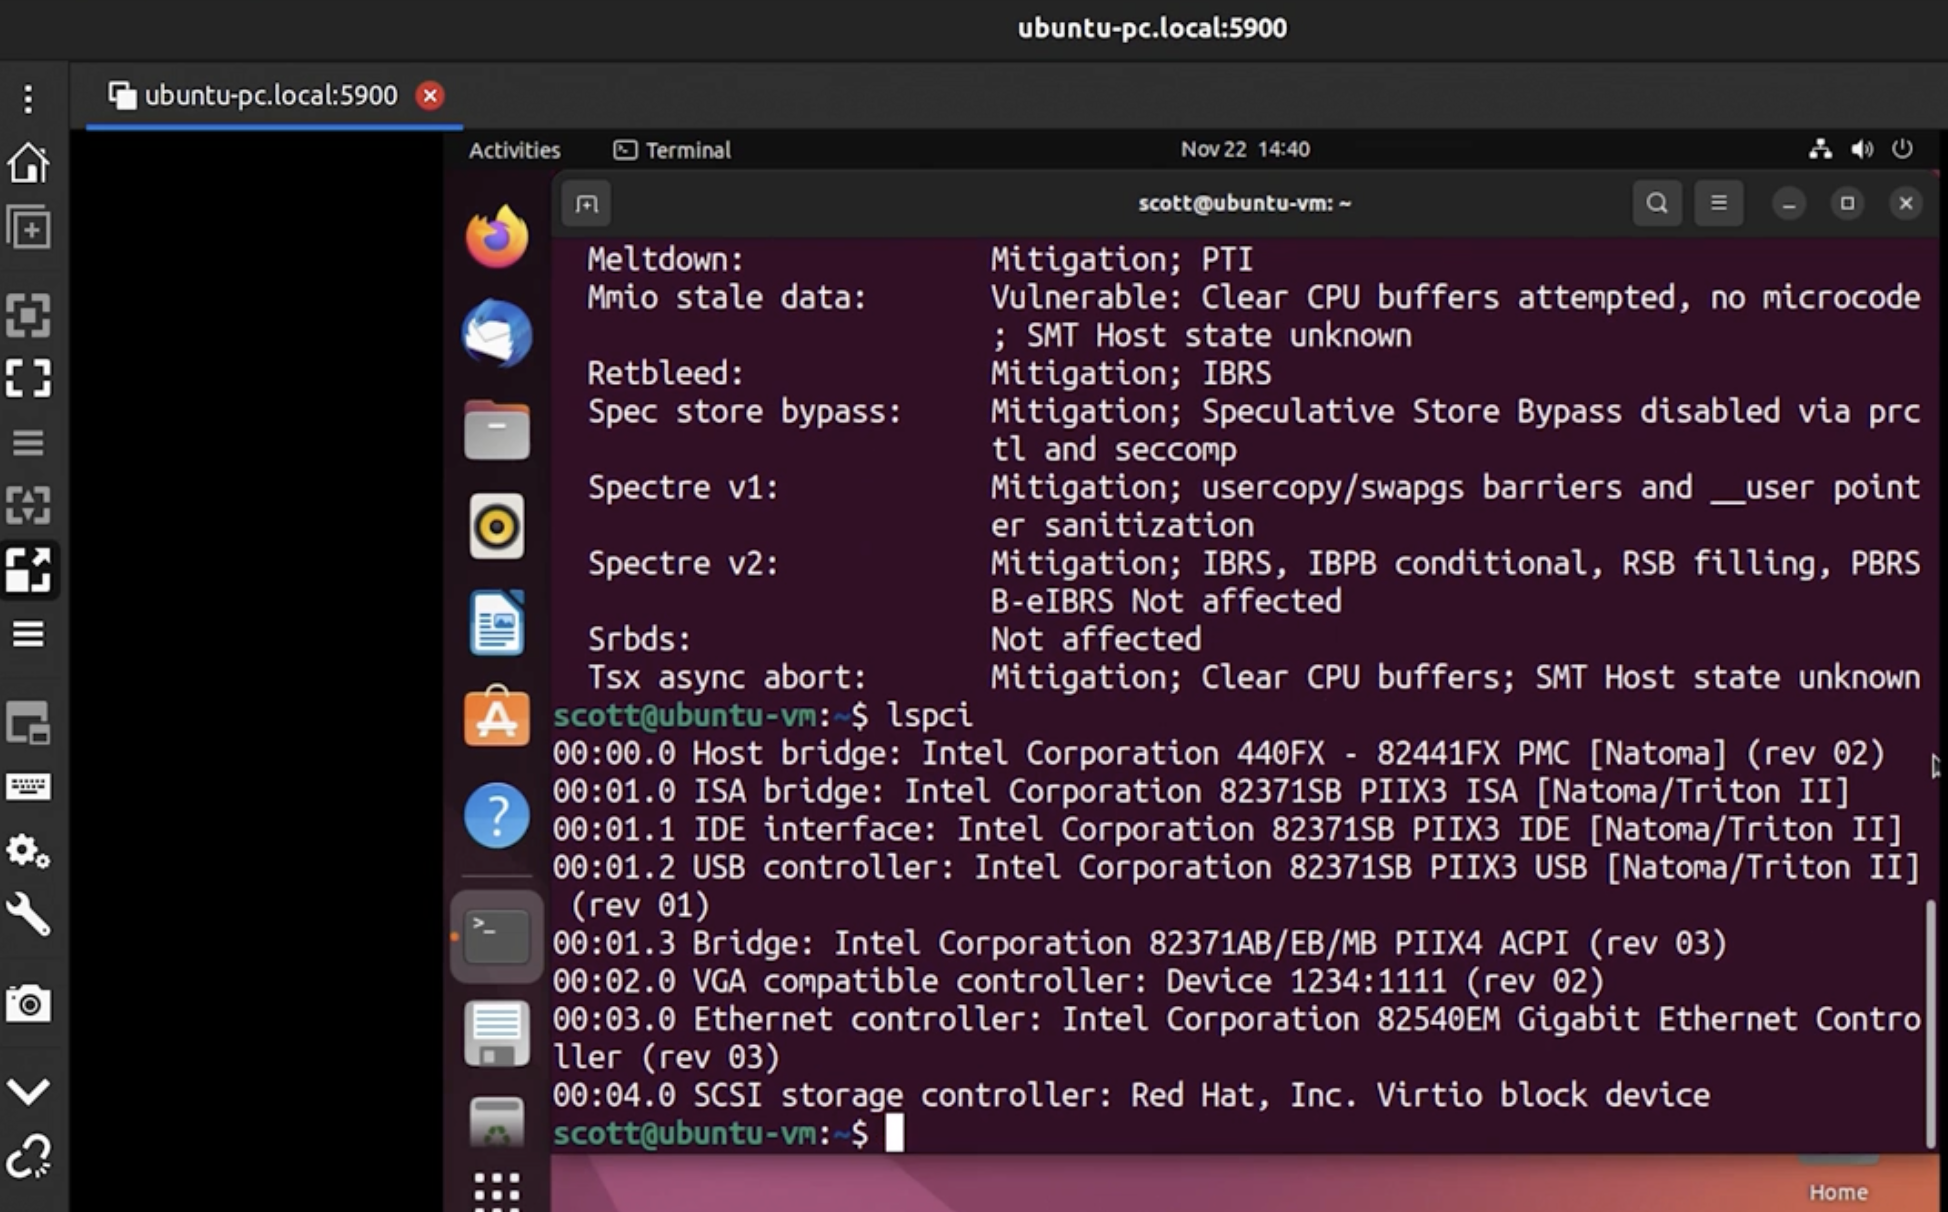 ubuntu-pc.local:5900
ubuntu-pc.local:5900
Activities Terminal Nov 22 14:40
scott@ubuntu-vm: ~
Meltdown: Mitigation; PTI
Mmio stale data: Vulnerable: Clear CPU buffers attempted, no microcode
; SMT Host state unknown
Retbleed: Mitigation; IBRS
Spec store bypass: Mitigation; Speculative Store Bypass disabled via prc
tl and seccomp
Spectre v1: Mitigation; usercopy/swapgs barriers and __user point
er sanitization
Spectre v2: Mitigation; IBRS, IBPB conditional, RSB filling, PBRS
B-eIBRS Not affected
Srbds: Not affected
Tsx async abort: Mitigation; Clear CPU buffers; SMT Host state unknown
scott@ubuntu-vm:~$ lspci
00:00.0 Host bridge: Intel Corporation 440FX - 82441FX PMC [Natoma] (rev 02)
00:01.0 ISA bridge: Intel Corporation 82371SB PIIX3 ISA [Natoma/Triton II]
00:01.1 IDE interface: Intel Corporation 82371SB PIIX3 IDE [Natoma/Triton II]
00:01.2 USB controller: Intel Corporation 82371SB PIIX3 USB [Natoma/Triton II]
(rev 01)
00:01.3 Bridge: Intel Corporation 82371AB/EB/MB PIIX4 ACPI (rev 03)
00:02.0 VGA compatible controller: Device 1234:1111 (rev 02)
00:03.0 Ethernet controller: Intel Corporation 82540EM Gigabit Ethernet Contro
ller (rev 03)
00:04.0 SCSI storage controller: Red Hat, Inc. Virtio block device
scott@ubuntu-vm:~$
Home